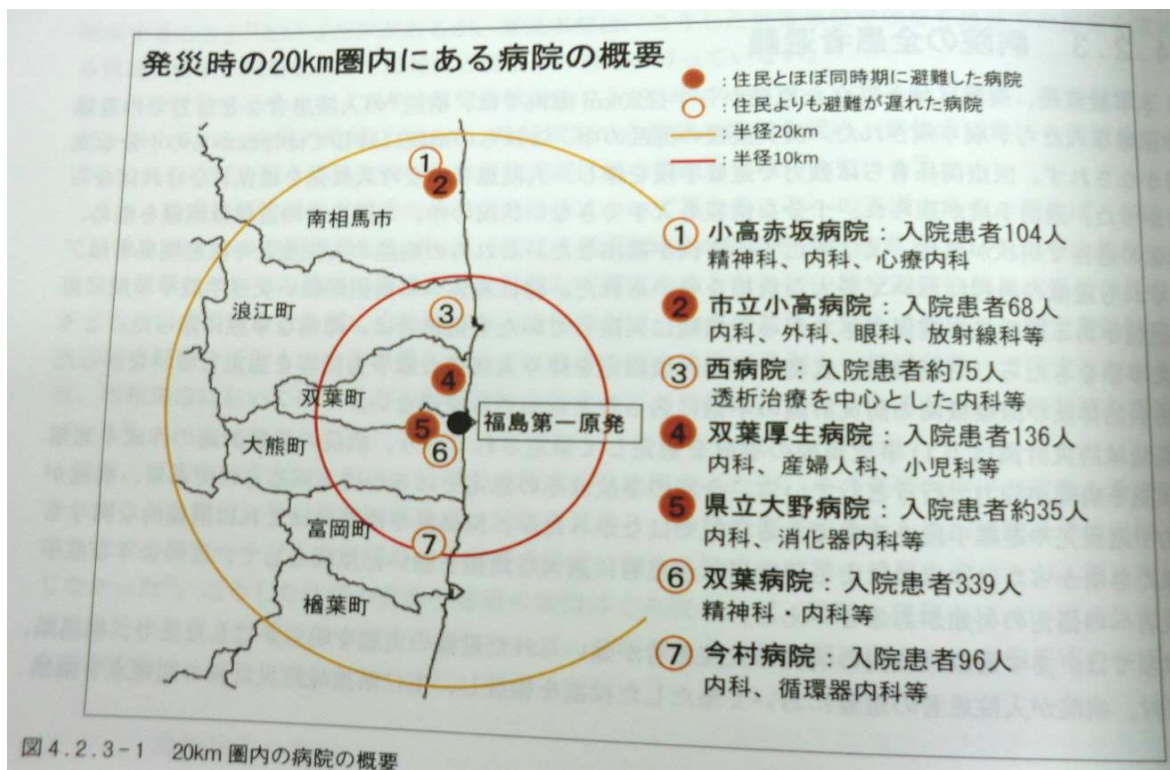 発災時の20km圏内にある病院の概要
：住民とほぼ同時期に避難した病院
：住民よりも避難が遅れた病院
：半径20km
：半径10km
南相馬市
浪江町
双葉町
大熊町
富岡町
楢葉町
1
2
3
4
5
6
7
福島第一原発
1 小高赤坂病院：入院患者104人
精神科、内科、心療内科
2 市立小高病院：入院患者68人
内科、外科、眼科、放射線科等
3 西病院：入院患者約75人
透析治療を中心とした内科等
4 双葉厚生病院：入院患者136人
内科、産婦人科、小児科等
5 県立大野病院：入院患者約35人
内科、消化器内科等
6 双葉病院：入院患者339人
精神科・内科等
7 今村病院：入院患者96人
内科、循環器内科等
図4.2.3-1 20km圏内の病院の概要